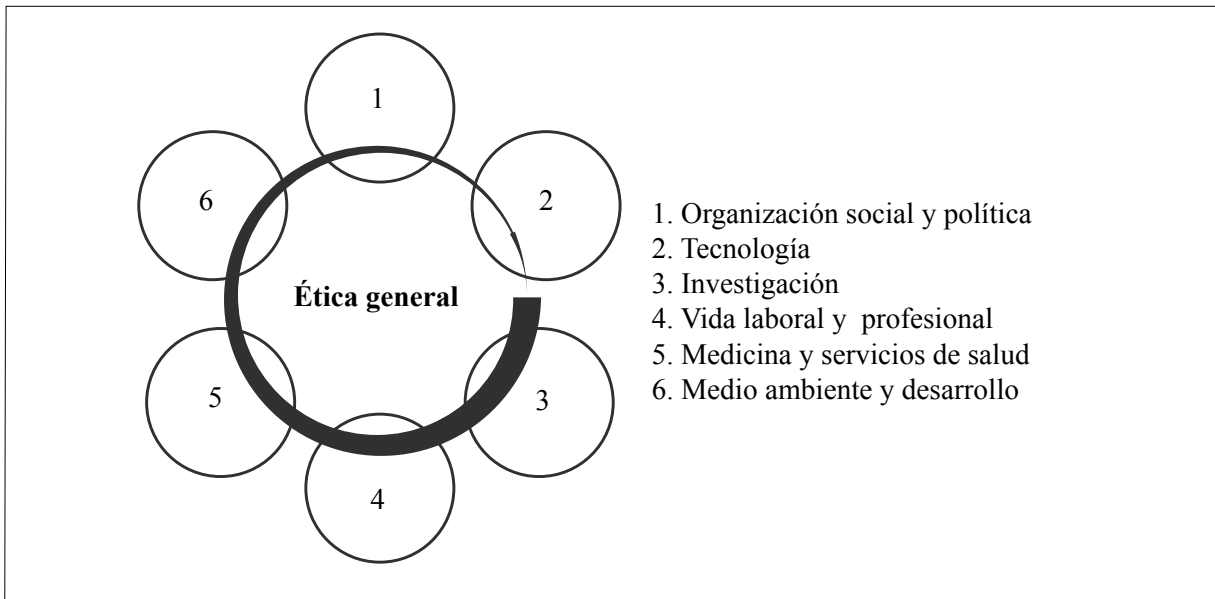 1
2
6
Ética general
5
3
4
1. Organización social y política
2. Tecnología
3. Investigación
4. Vida laboral y  profesional
5. Medicina y servicios de salud
6. Medio ambiente y desarrollo